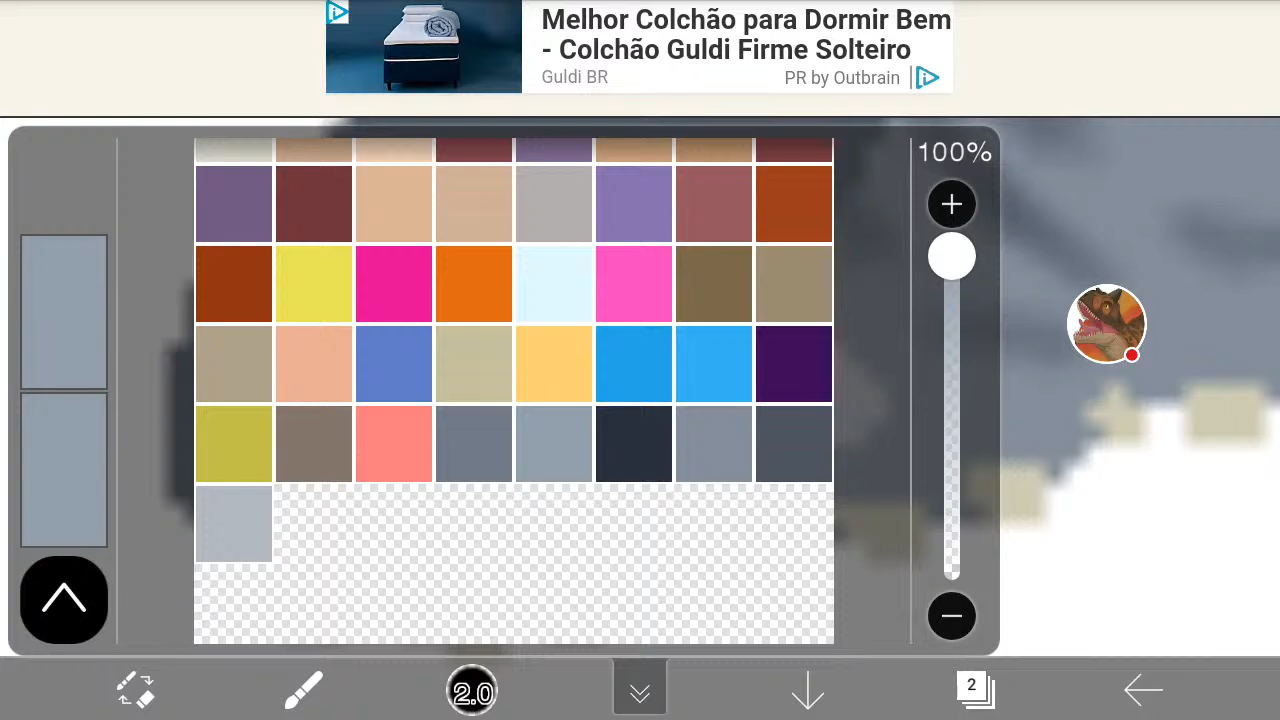 Melhor Colchão para Dormir Bem
- Colchão Guldi Firme Solteiro
Guldi BR
PR by Outbrain
100%
2.0
2